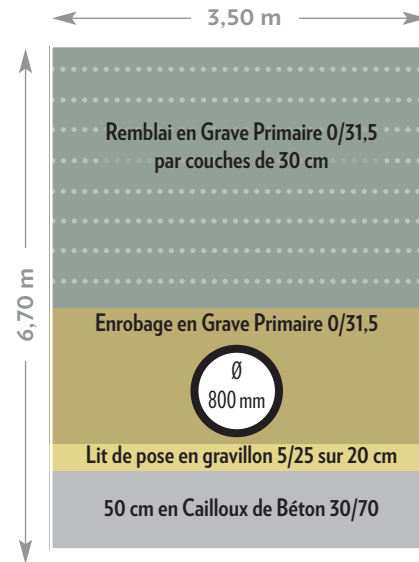 3,50 m
6,70 m
Remblai en Grave Primaire 0/31,5
par couches de 30 cm
Enrobage en Grave Primaire 0/31,5
Ø
800 mm
Lit de pose en gravillon 5/25 sur 20 cm
50 cm en Cailloux de Béton 30/70